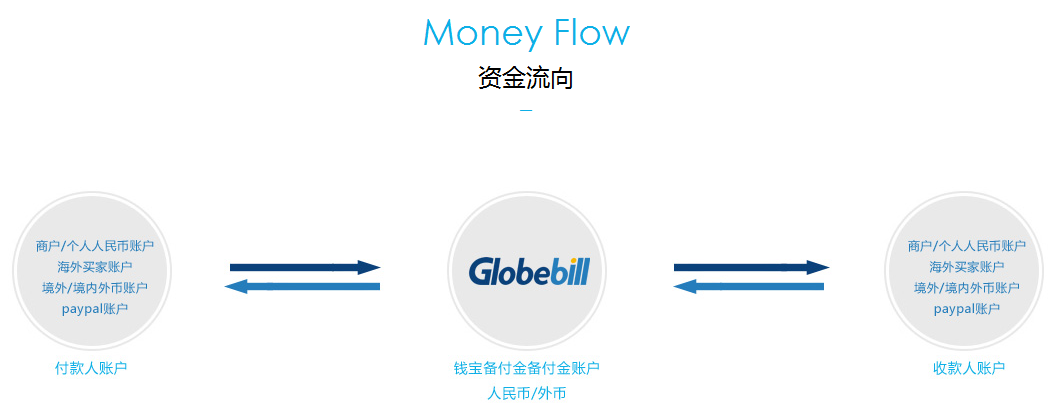 Money Flow
资金流向
商户/个人人民币账户
海外买家账户
境外/境内外币账户
paypal账户
付款人账户
Globebill
钱宝备付金备付金账户
人民币/外币
商户/个人人民币账户
海外买家账户
境外/境内外币账户
paypal账户
收款人账户